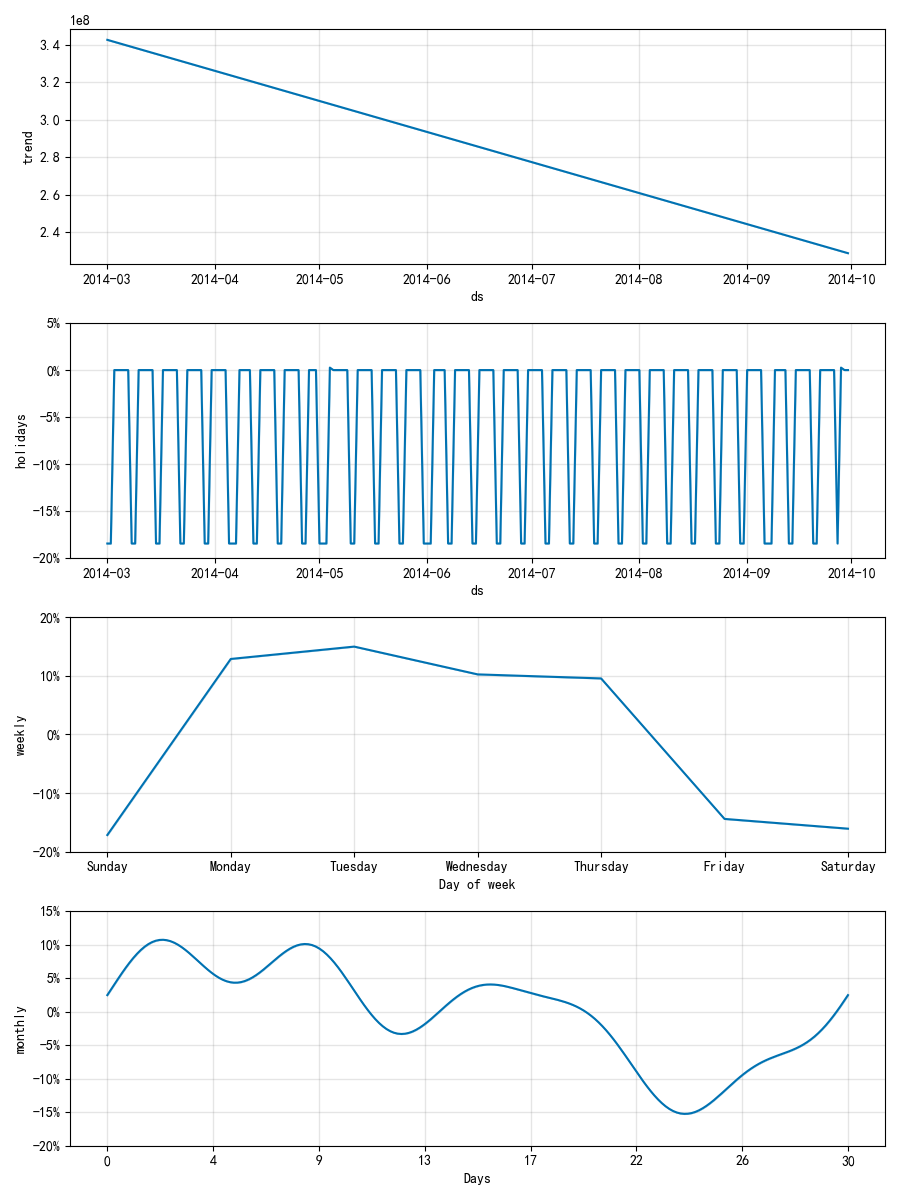 1e8
3.4
3.2
3.0
2.8
2.6
2.4
trend
2014-03 2014-04 2014-05 2014-06 2014-07 2014-08 2014-09 2014-10
ds
5%
0%
-5%
-10%
-15%
-20%
holidays
2014-03 2014-04 2014-05 2014-06 2014-07 2014-08 2014-09 2014-10
ds
20%
10%
0%
-10%
-20%
weekly
Sunday Monday Tuesday Wednesday Thursday Friday Saturday
Day of week
15%
10%
5%
0%
-5%
-10%
-15%
-20%
monthly
0 4 9 13 17 22 26 30
Days